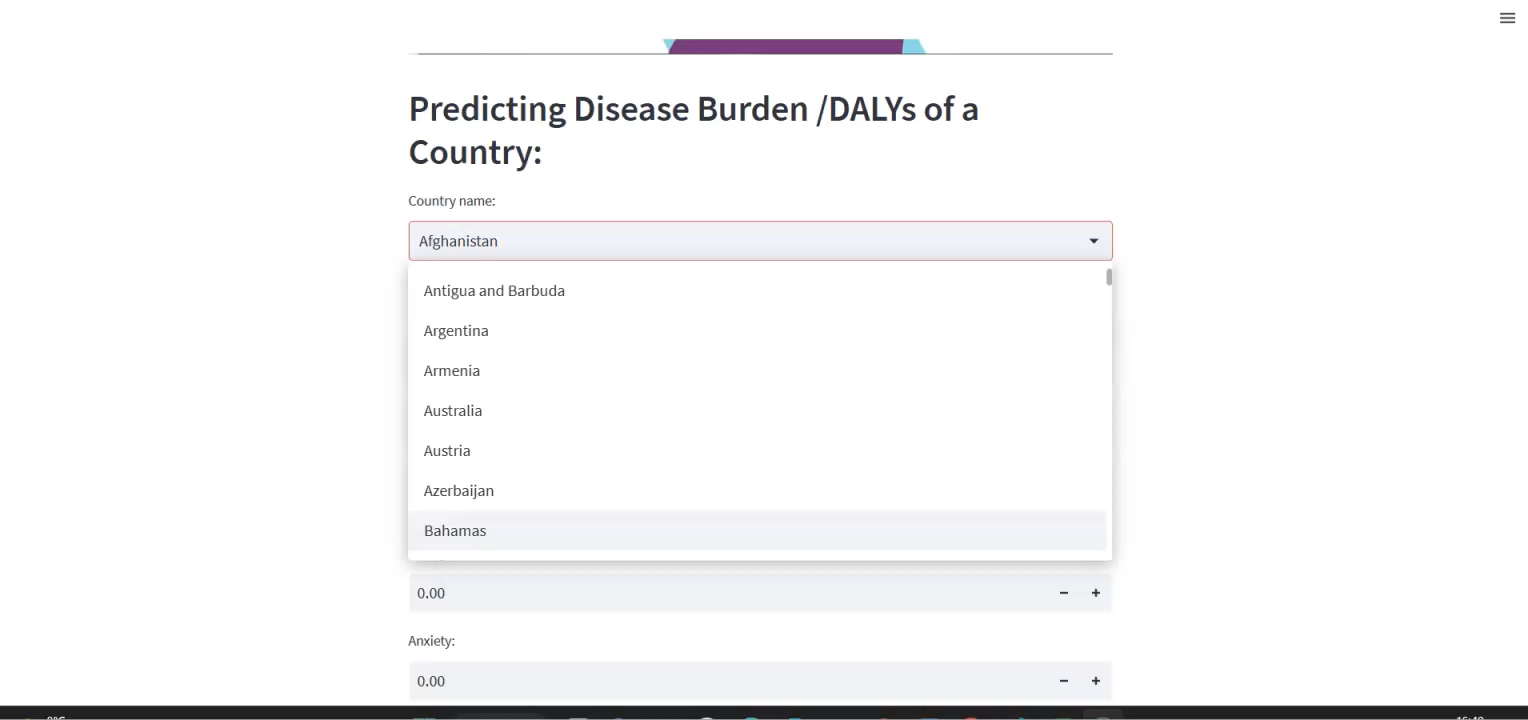 Predicting Disease Burden /DALYs of a
Country:
Country name:
Afghanistan
Antigua and Barbuda
Argentina
Armenia
Australia
Austria
Azerbaijan
Bahamas
0.00
Anxiety:
0.00